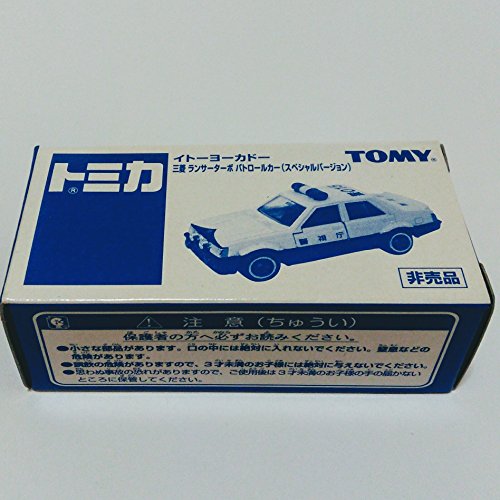 トミカ®
イトーヨーカドー
三菱 ランサーターボ パトロールカー(スペシャルバージョン)
TOMY®
警視庁
非売品
⚠ 注 意 (ちゅうい)
保護者の方へ必ずお読みください。
●小さな部品があります。口の中には絶対に入れないでください。窒息などの
危険があります。
●誤飲の危険がありますので、3才未満のお子様には絶対に与えないでください。
●思わぬ事故の恐れがありますので、ご使用後は3才未満のお子様の手の届かない
ところに保管してください。